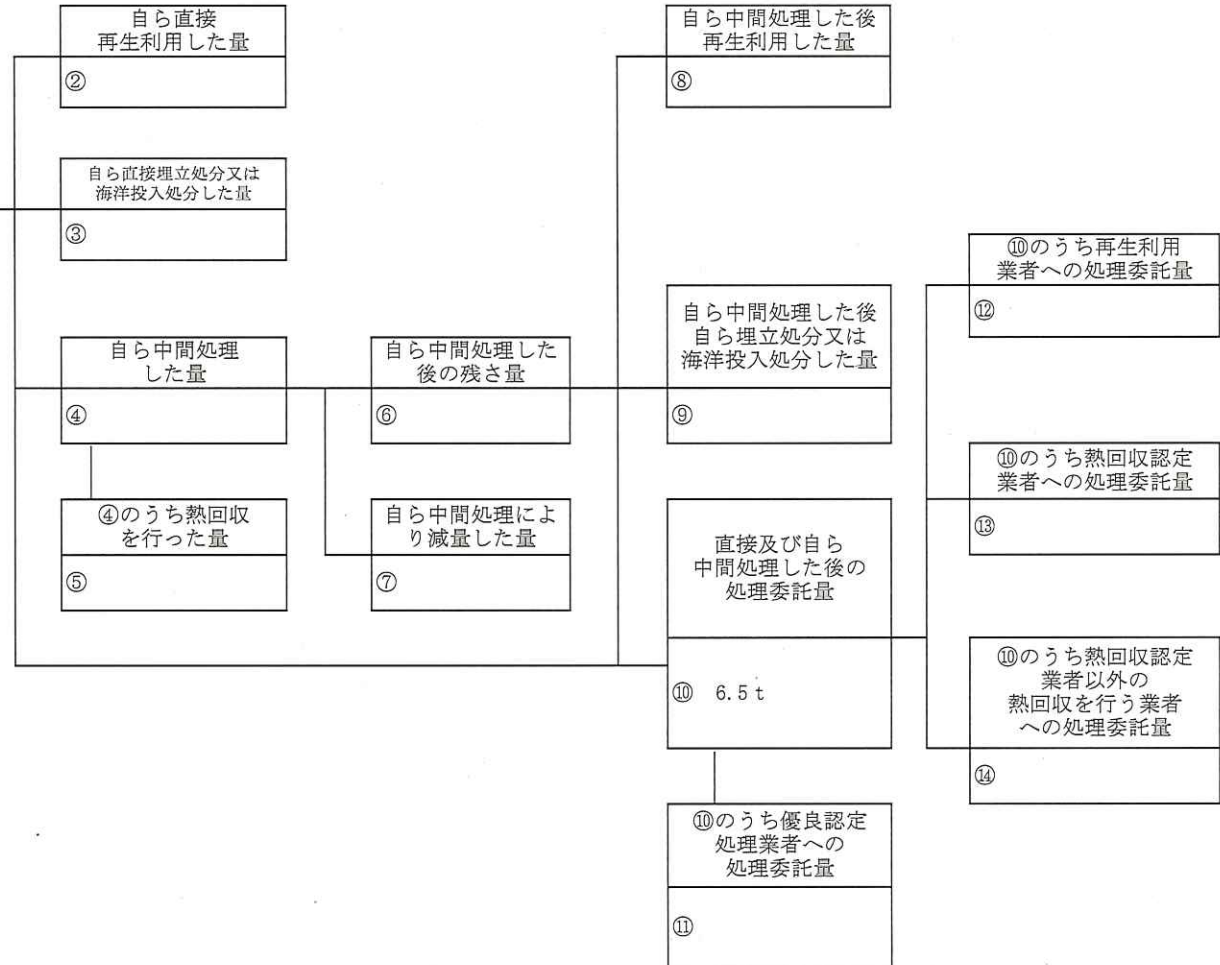 自ら直接
再生利用した量
②
自ら直接埋立処分又は
海洋投入処分した量
③
自ら中間処理
した量
④
④のうち熱回収
を行った量
⑤
自ら中間処理した
後の残さ量
⑥
自ら中間処理によ
り減量した量
⑦
自ら中間処理した後
再生利用した量
⑧
自ら中間処理した後
自ら埋立処分又は
海洋投入処分した量
⑨
直接及び自ら
中間処理した後の
処理委託量
⑩ 6.5t
⑩のうち優良認定
処理業者への
処理委託量
⑪
⑩のうち再生利用
業者への処理委託量
⑫
⑩のうち熱回収認定
業者への処理委託量
⑬
⑩のうち熱回収認定
業者以外の
熱回収を行う業者
への処理委託量
⑭